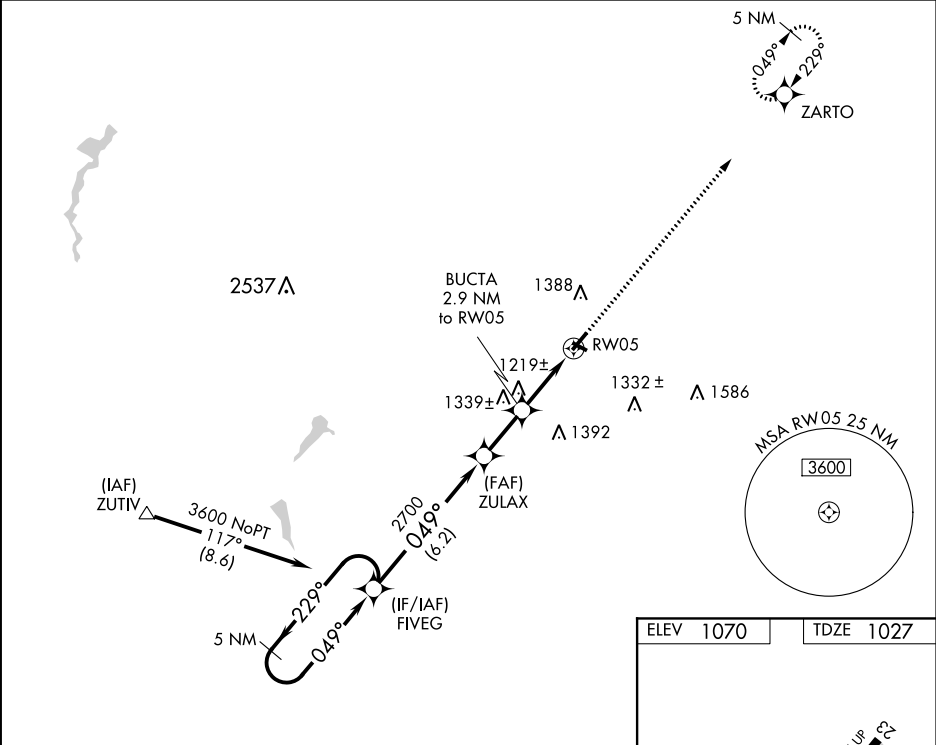 5 NM
049°
229°
ZARTO
2537
BUCTA
2.9 NM
to RW05
1388
RW05
1219±
1339±
1332 ±
1586
1392
MSA RW05 25 NM
3600
(FAF)
ZULAX
(IAF)
ZUTIV
3600 NoPT
117°
(8.6)
2700
049°
(6.2)
229°
049°
5 NM
(IF/IAF)
FIVEG
ELEV 1070
TDZE 1027
23
UP